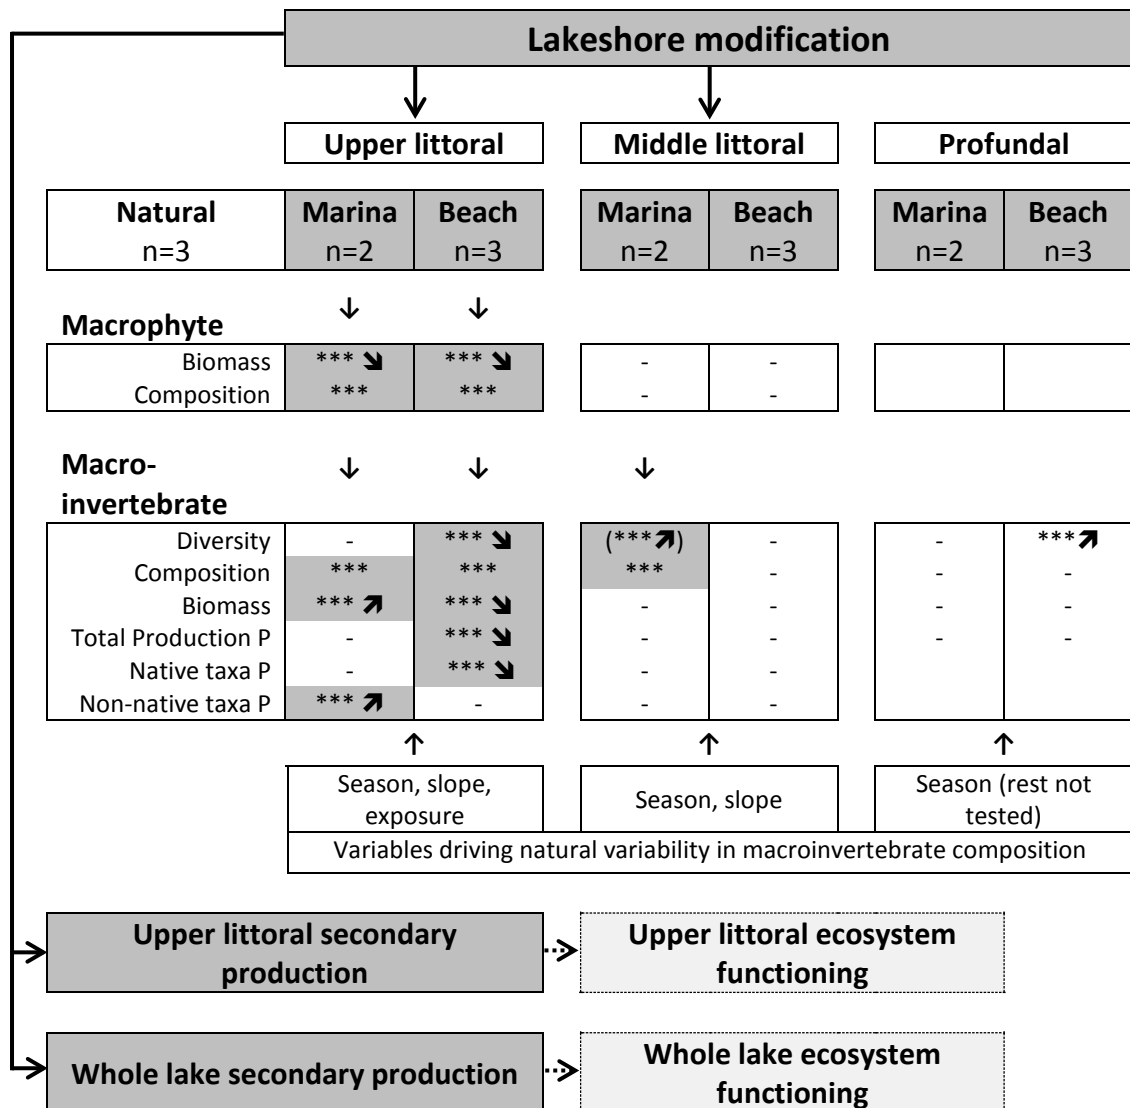 Lakeshore modification
Upper littoral Middle littoral Profundal
Natural Marina Beach Marina Beach Marina Beach
n=3 n=2 n=3 n=2 n=3 n=2 n=3
↓ ↓
Macrophyte
Biomass *** ↘ *** ↘ - -
Composition *** *** - -
Macro- ↓ ↓ ↓
invertebrate
Diversity - *** ↘ (*** ↗) - - *** ↗
Composition *** *** *** - - -
Biomass *** ↗ *** ↘ - - - -
Total Production P - *** ↘ - - - -
Native taxa P - *** ↘ - -
Non-native taxa P *** ↗ - - -
↑ ↑ ↑
Season, slope,
exposure
Season, slope
Season (rest not
tested)
Variables driving natural variability in macroinvertebrate composition
Upper littoral secondary
production
Upper littoral ecosystem
functioning
Whole lake secondary production
Whole lake ecosystem
functioning